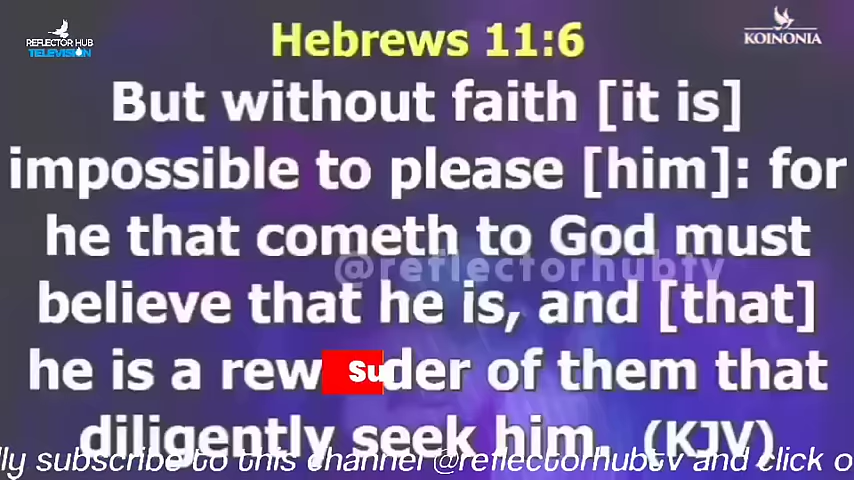 REFLECTOR HUB
TELEVISION
KOINONIA
Hebrews 11:6
But without faith [it is]
impossible to please [him]: for
he that cometh to God must
@reflectorhubtv
believe that he is, and [that]
he is a rew Su der of them that
diligently seek him. (KJV)
lly subscribe to this channel @reflectorhubtv and click o